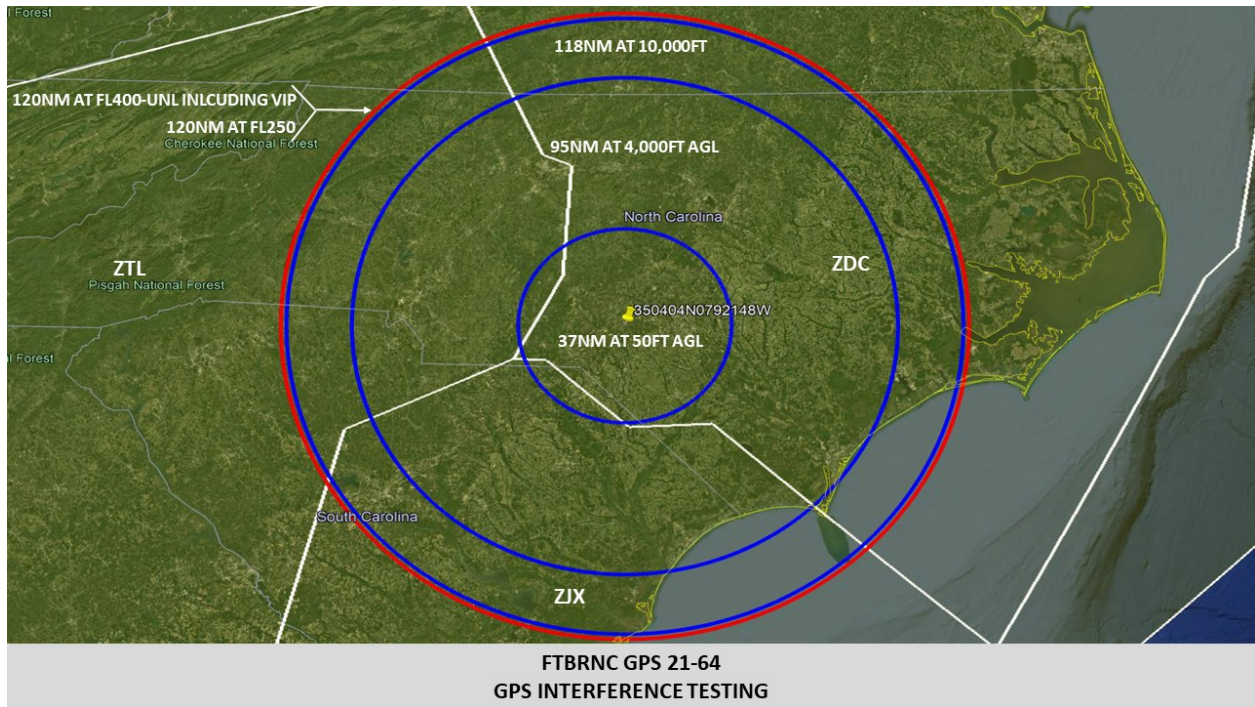 l Forest
118NM AT 10,000FT
120NM AT FL400-UNL INLCUDING VIP
120NM AT FL250
Cherokee National Forest
95NM AT 4,000FT AGL
North Carolina
ZTL
ZDC
Pisgah National Forest
350404N0792148W
37NM AT 50FT AGL
l Forest
South Carolina
ZJX
FTBRNC GPS 21-64
GPS INTERFERENCE TESTING